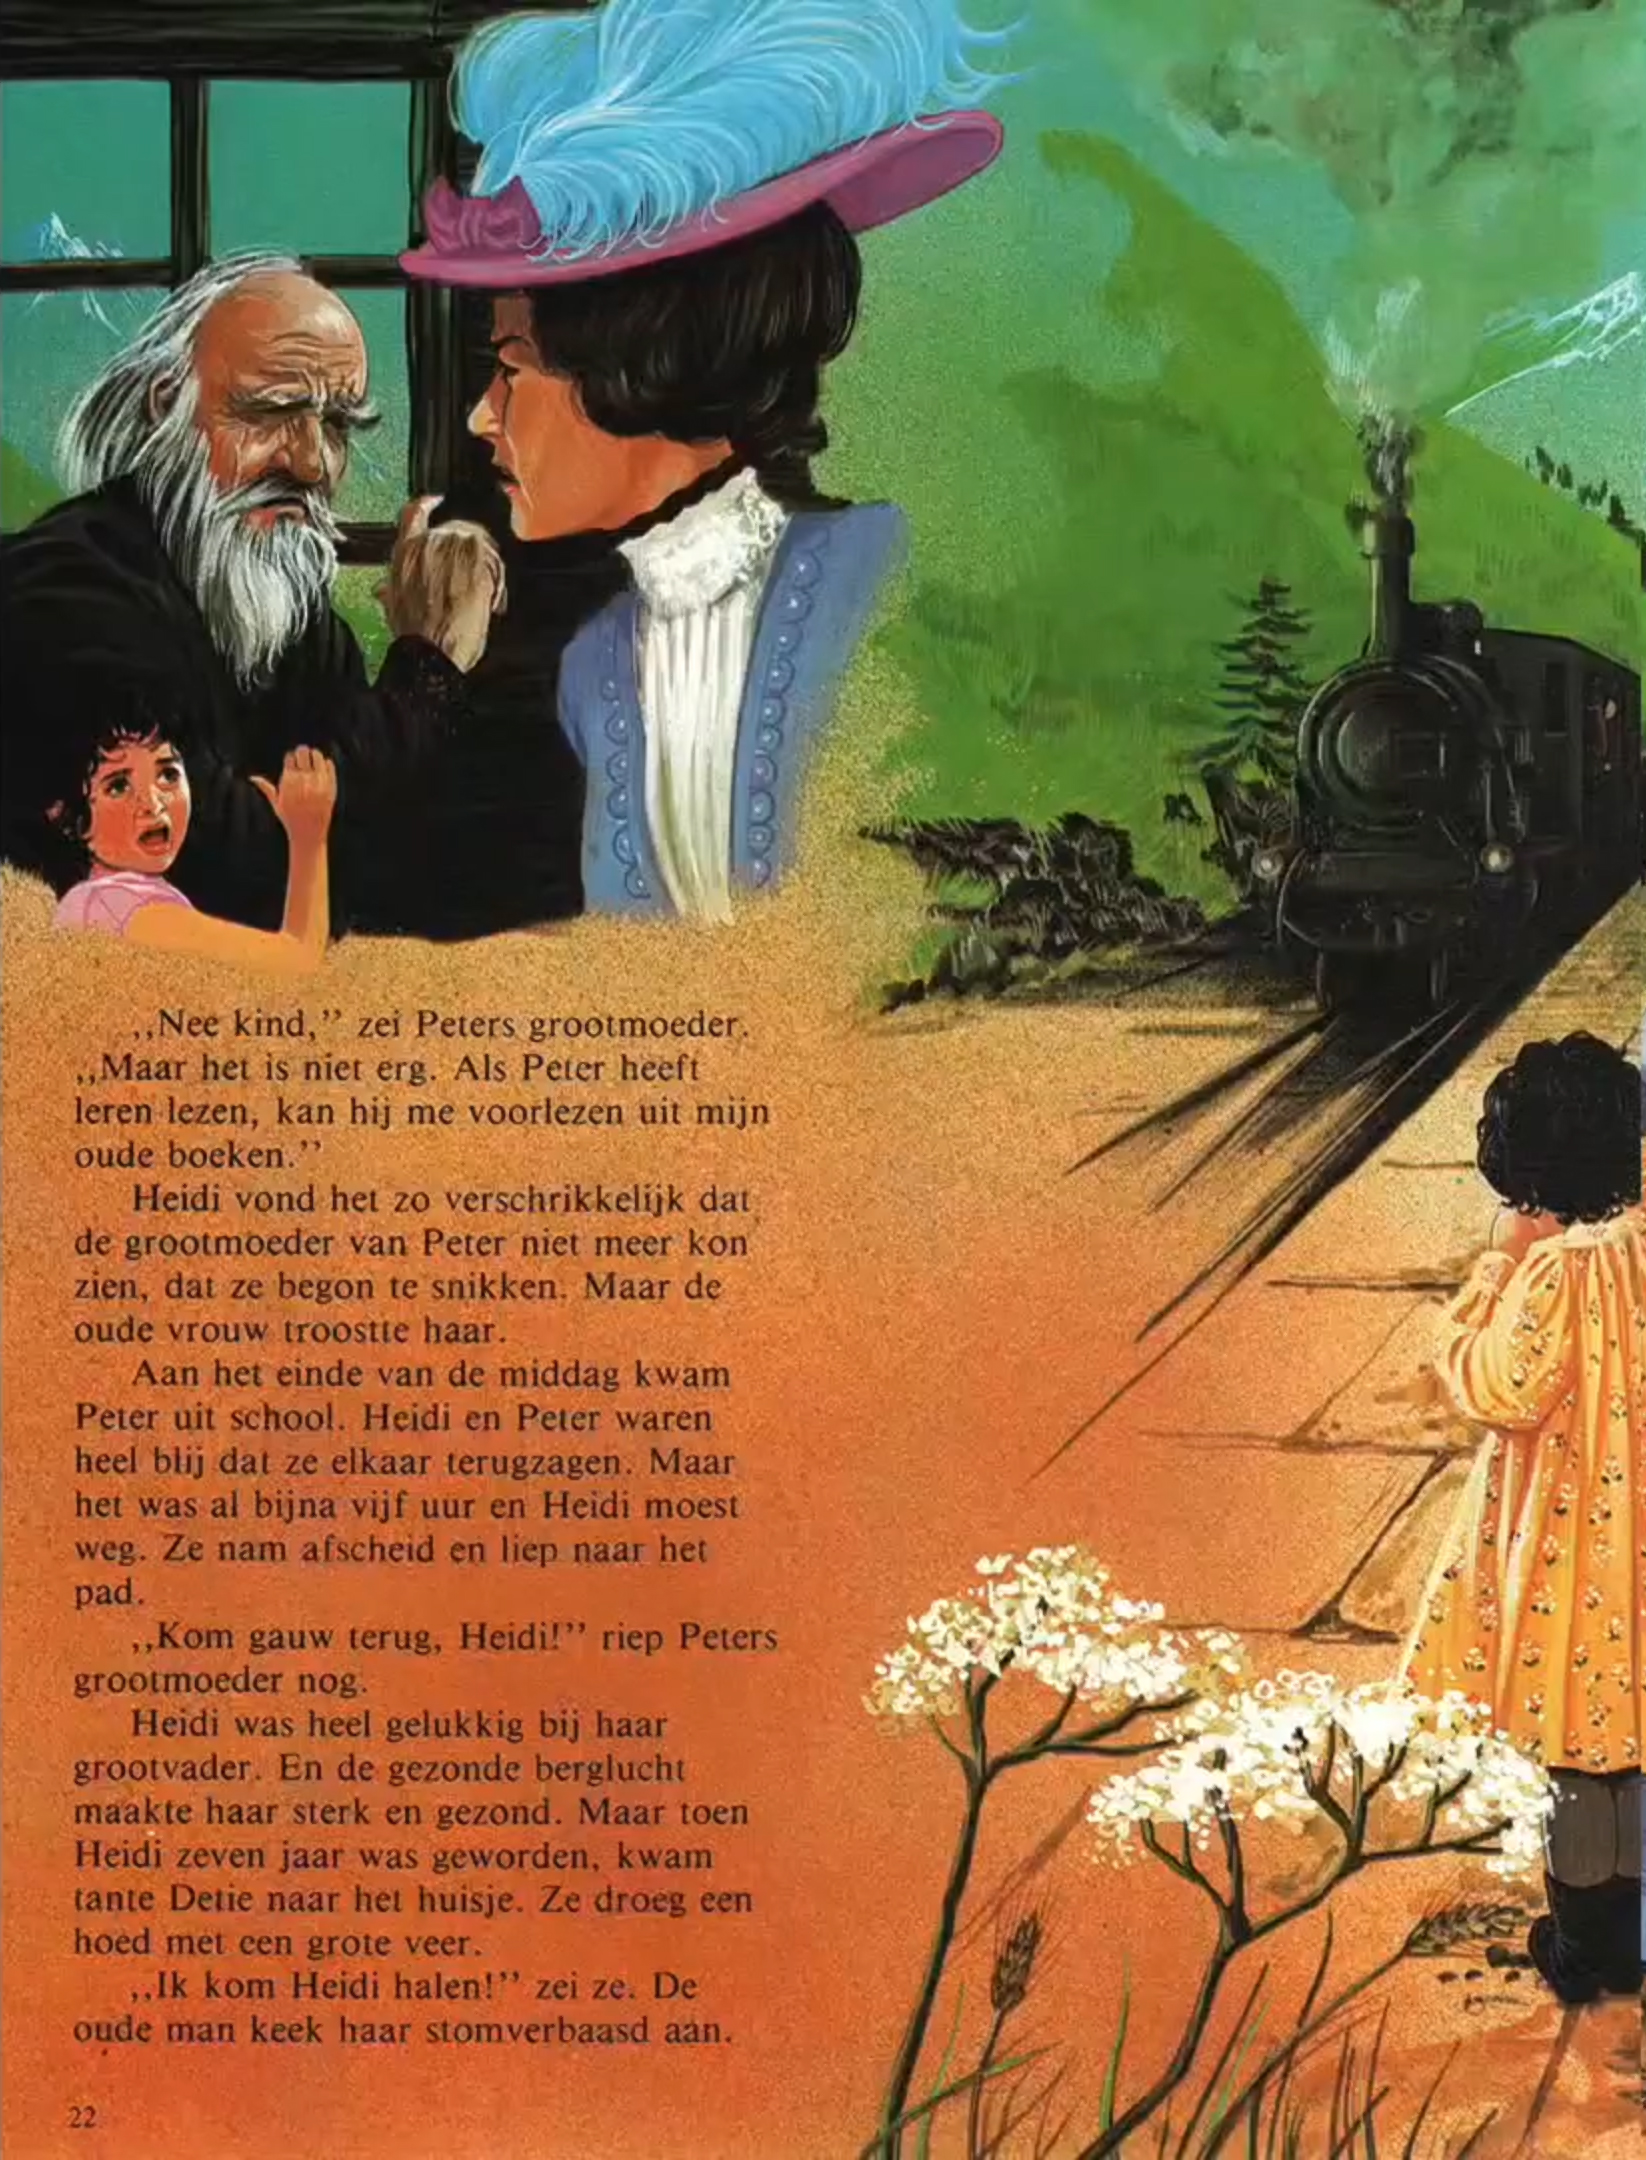 ,,Nee kind,’’ zei Peters grootmoeder.
,,Maar het is niet erg. Als Peter heeft
leren lezen, kan hij me voorlezen uit mijn
oude boeken.’’
Heidi vond het zo verschrikkelijk dat
de grootmoeder van Peter niet meer kon
zien, dat ze begon te snikken. Maar de
oude vrouw troostte haar.
Aan het einde van de middag kwam
Peter uit school. Heidi en Peter waren
heel blij dat ze elkaar terugzagen. Maar
het was al bijna vijf uur en Heidi moest
weg. Ze nam afscheid en liep naar het
pad.
,,Kom gauw terug, Heidi!’’ riep Peters
grootmoeder nog.
Heidi was heel gelukkig bij haar
grootvader. En de gezonde berglucht
maakte haar sterk en gezond. Maar toen
Heidi zeven jaar was geworden, kwam
tante Detie naar het huisje. Ze droeg een
hoed met een grote veer.
,,Ik kom Heidi halen!’’ zei ze. De
oude man keek haar stomverbaasd aan.
22